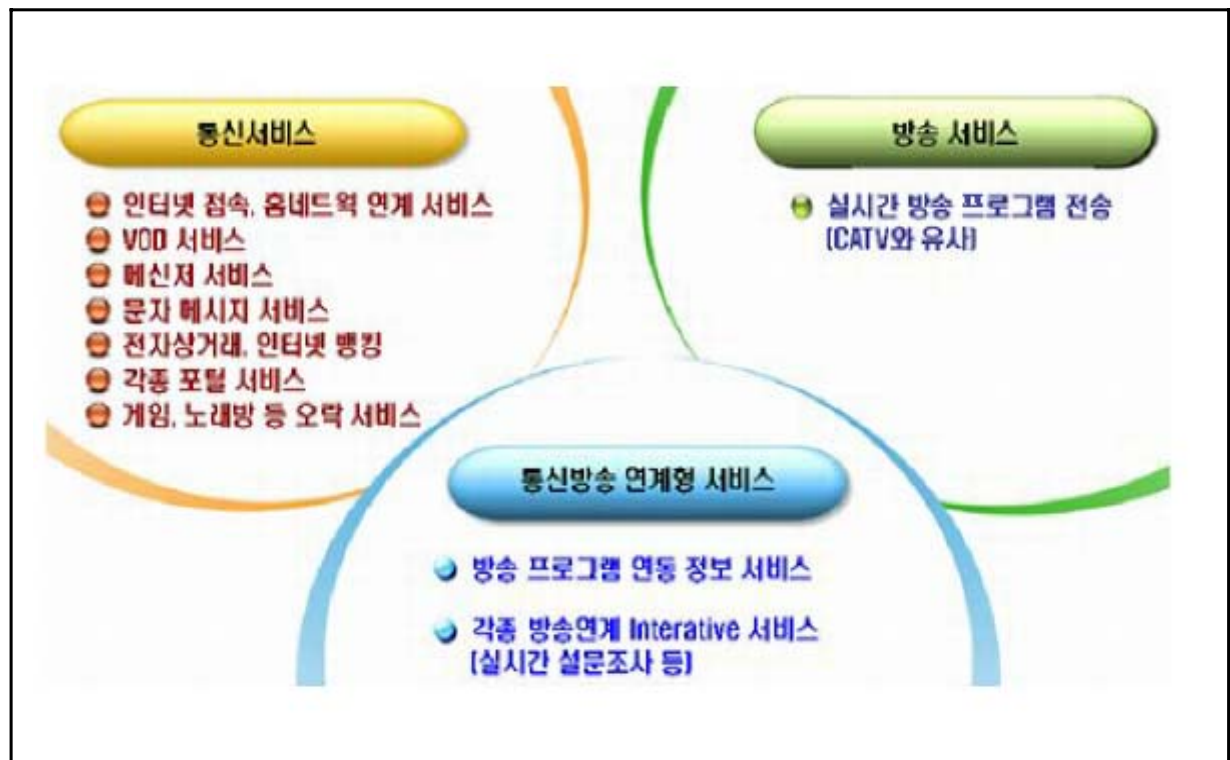 통신서비스
인터넷 접속, 홈네트웍 연계 서비스
VOD 서비스
메신저 서비스
문자 메시지 서비스
전자상거래, 인터넷 뱅킹
각종 포털 서비스
게임, 노래방 등 오락 서비스
방송 서비스
실시간 방송 프로그램 전송
(CATV와 유사)
통신방송 연계형 서비스
방송 프로그램 연동 정보 서비스
각종 방송연계 Interative 서비스
(실시간 설문조사 등)